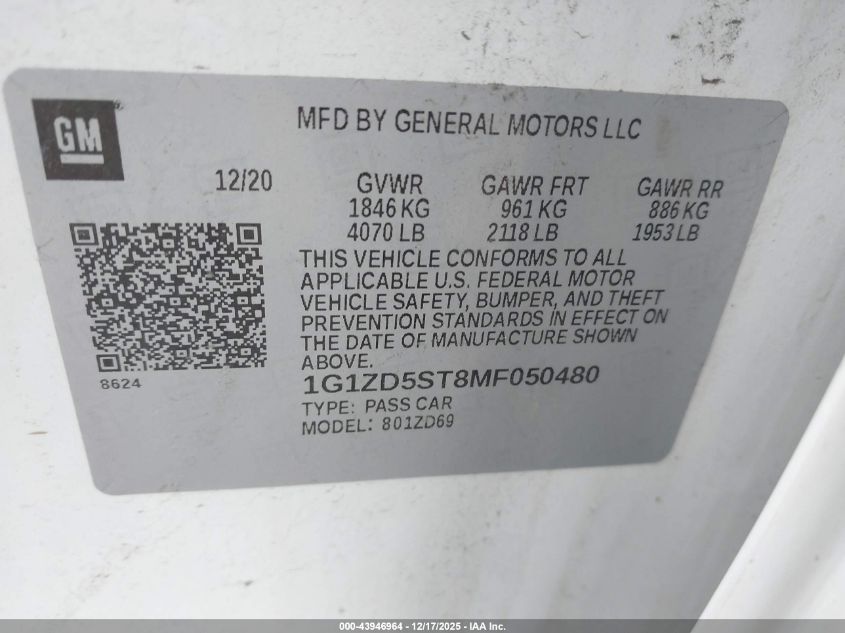 GM
®
MFD BY GENERAL MOTORS LLC
12/20 GVWR GAWR FRT GAWR RR
1846 KG 961 KG 886 KG
4070 LB 2118 LB 1953 LB
THIS VEHICLE CONFORMS TO ALL
APPLICABLE U.S. FEDERAL MOTOR
VEHICLE SAFETY, BUMPER, AND THEFT
PREVENTION STANDARDS IN EFFECT ON
THE DATE OF MANUFACTURE SHOWN
ABOVE.
8624
1G1ZD5ST8MF050480
TYPE: PASS CAR
MODEL: 801ZD69
000-43946964 - 12/17/2025 - IAA Inc.